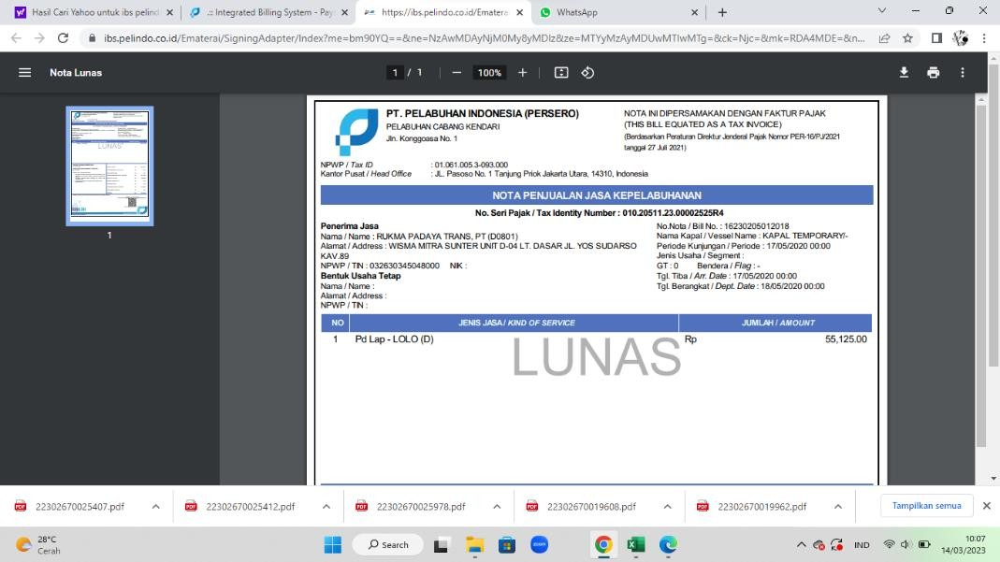 Hasil Cari Yahoo untuk ibs pelind
.:: Integrated Billing System - Pay
https://ibs.pelindo.co.id/Ematerai
WhatsApp
ibs.pelindo.co.id/Ematerai/SigningAdapter/Index?me=bm90YQ==&ne=NzAwMDAyNjM0My8yMDIz&ze=MTYyMzAyMDUwMTIwMTg=&ck=Njc=&mk=RDA4MDE=&n...
Nota Lunas
1 / 1
100%
PT. PELABUHAN INDONESIA (PERSERO)
PELABUHAN CABANG KENDARI
Jln. Konggoasa No. 1
NOTA INI DIPERSAMAKAN DENGAN FAKTUR PAJAK
(THIS BILL EQUATED AS A TAX INVOICE)
(Berdasarkan Peraturan Direktur Jenderal Pajak Nomor PER-16/PJ/2021
tanggal 27 Juli 2021)
NPWP / Tax ID : 01.061.005.3-093.000
Kantor Pusat / Head Office : JL. Pasoso No. 1 Tanjung Priok Jakarta Utara, 14310, Indonesia
NOTA PENJUALAN JASA KEPELABUHANAN
No. Seri Pajak / Tax Identity Number : 010.20511.23.00002525R4
Penerima Jasa
Nama / Name : RUKMA PADAYA TRANS, PT (D0801)
Alamat / Address : WISMA MITRA SUNTER UNIT D-04 LT. DASAR JL. YOS SUDARSO
KAV.89
NPWP / TIN : 032630345048000 NIK :
Bentuk Usaha Tetap
Nama / Name :
Alamat / Address :
NPWP / TIN :
No.Nota / Bill No. : 16230205012018
Nama Kapal / Vessel Name : KAPAL TEMPORARY/-
Periode Kunjungan / Periode : 17/05/2020 00:00
Jenis Usaha / Segment :
GT : 0 Bendera / Flag : -
Tgl. Tiba / Arr. Date : 17/05/2020 00:00
Tgl. Berangkat / Dept. Date : 18/05/2020 00:00
NO JENIS JASA / KIND OF SERVICE JUMLAH / AMOUNT
1 Pd Lap - LOLO (D) Rp 55,125.00
LUNAS
LUNAS
1
22302670025407.pdf
22302670025412.pdf
22302670025978.pdf
22302670019608.pdf
22302670019962.pdf
Tampilkan semua
28°C
Cerah
Search
zoom
IND
10:07
14/03/2023